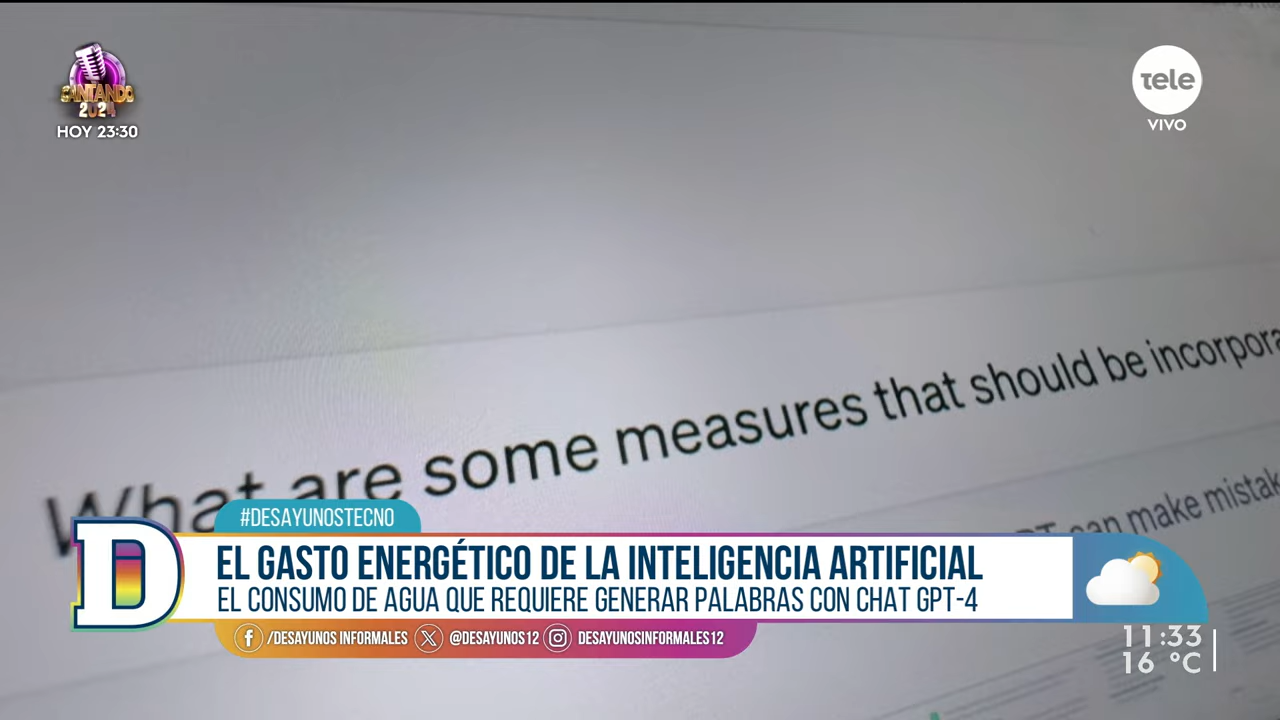 CANTANDO
2024
HOY 23:30
tele
VIVO
What are some measures that should be incorpora
can make mistak
#DESAYUNOSTECNO
D
EL GASTO ENERGÉTICO DE LA INTELIGENCIA ARTIFICIAL
EL CONSUMO DE AGUA QUE REQUIERE GENERAR PALABRAS CON CHAT GPT-4
/DESAYUNOS INFORMALES @DESAYUNOS12 DESAYUNOSINFORMALES12
11:33
16 °C